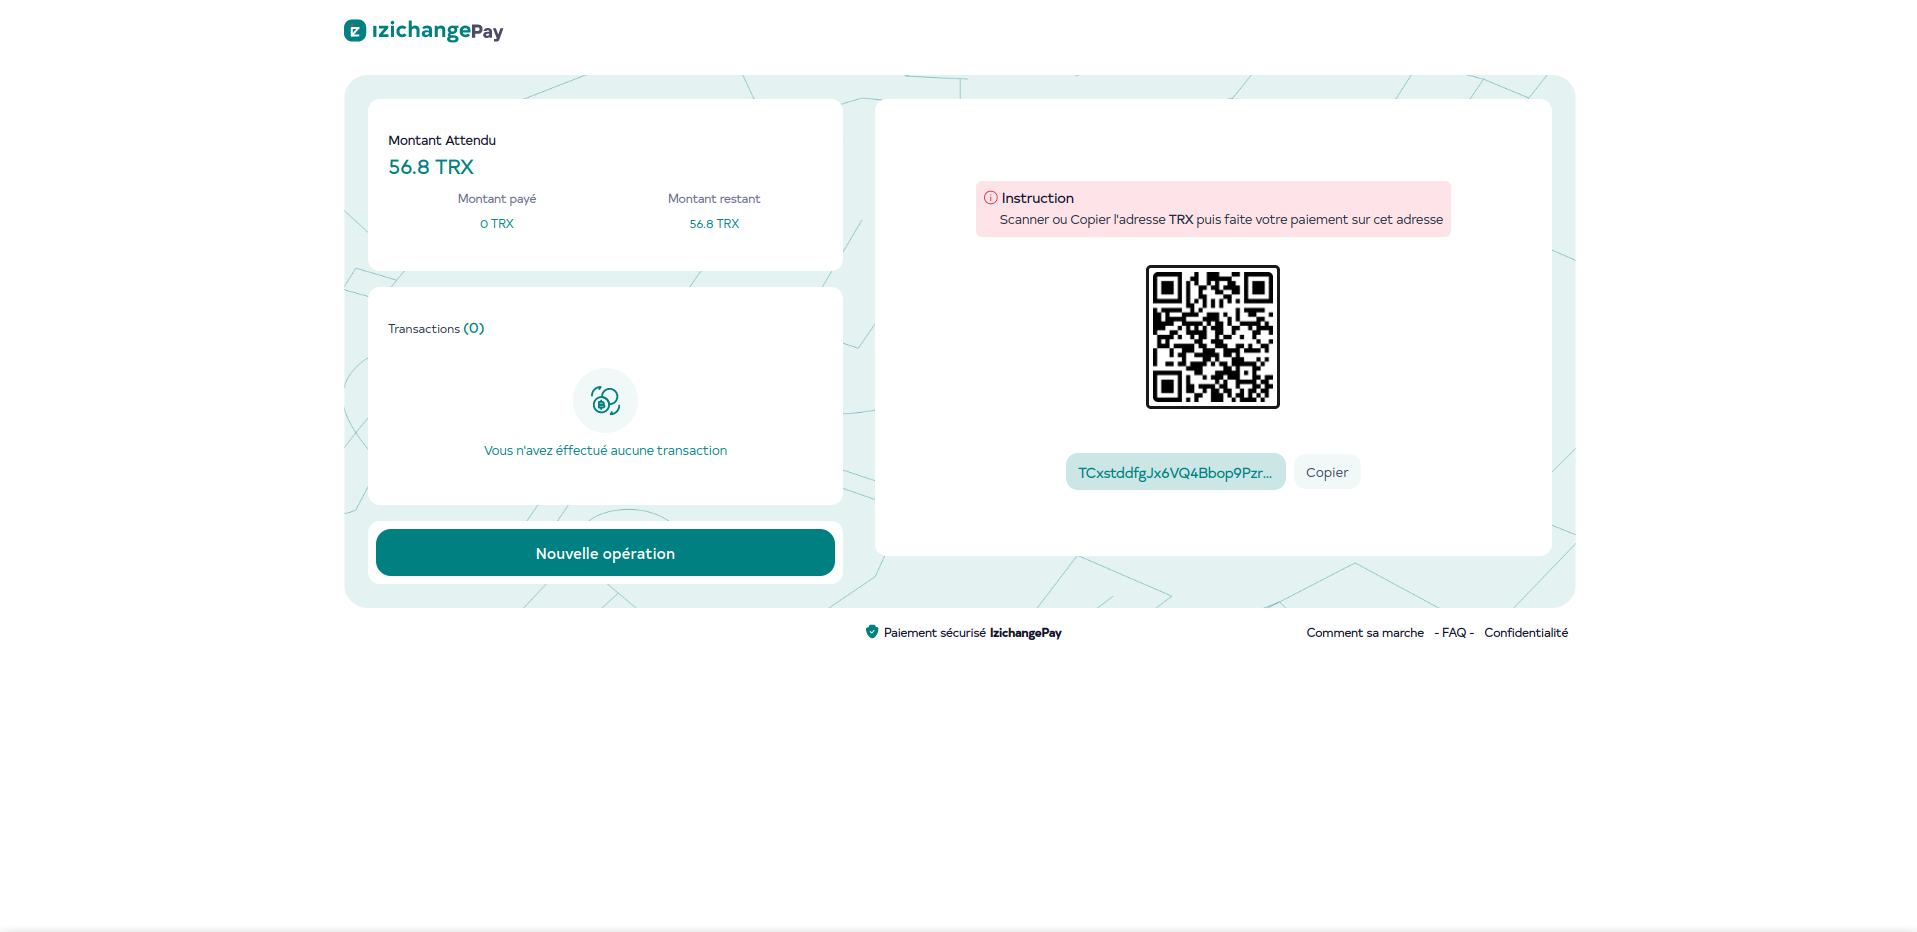 izichangePay
Montant Attendu
56.8 TRX
Montant payé
0 TRX
Montant restant
56.8 TRX
Transactions (0)
Vous n'avez éffectué aucune transaction
Nouvelle opération
Instruction
Scanner ou Copier l'adresse TRX puis faite votre paiement sur cet adresse
TCxstddfgJx6VQ4Bbop9Pzr...
Copier
Paiement sécurisé IzichangePay
Comment sa marche - FAQ - Confidentialité